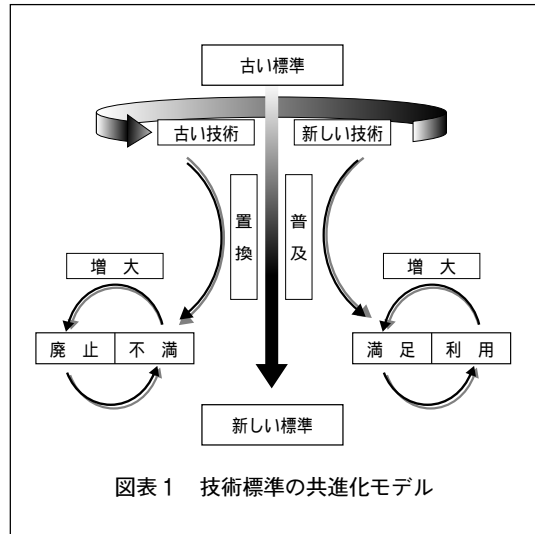 古い標準
古い技術
新しい技術
置換
普及
増 大
増 大
廃 止
不 満
満 足
利 用
新しい標準
図表1 技術標準の共進化モデル